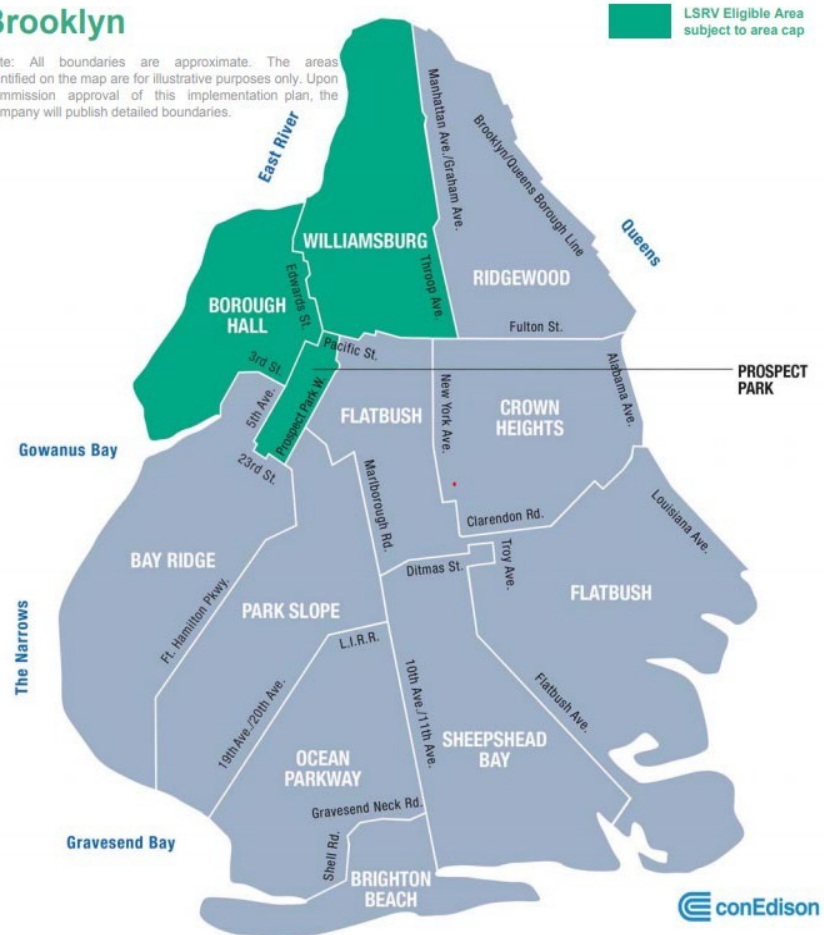 Brooklyn
LSRV Eligible Area
subject to area cap
All boundaries are approximate. The areas
on the map are for illustrative purposes only. Upon
approval of this implementation plan, the
will publish detailed boundaries.
East River
Manhattan Ave./Graham Ave.
Brooklyn/Queens Borough Line
Queens
WILLIAMSBURG
RIDGEWOOD
Edwards St.
Throop Ave.
BOROUGH
HALL
Fulton St.
Pacific St.
3rd St.
Alabama Ave.
PROSPECT
PARK
5th Ave.
Prospect Park W.
New York Ave.
FLATBUSH
CROWN
HEIGHTS
Gowanus Bay
23rd St.
Marlborough Rd.
Clarendon Rd.
Louisiana Ave.
BAY RIDGE
Ditmas St.
Troy Ave.
FLATBUSH
Ft. Hamilton Pkwy.
PARK SLOPE
The Narrows
L.I.R.R.
19th Ave./20th Ave.
10th Ave./11th Ave.
Flatbush Ave.
SHEEPSHEAD
BAY
OCEAN
PARKWAY
Gravesend Neck Rd.
Gravesend Bay
Shell Rd.
BRIGHTON
BEACH
conEdison